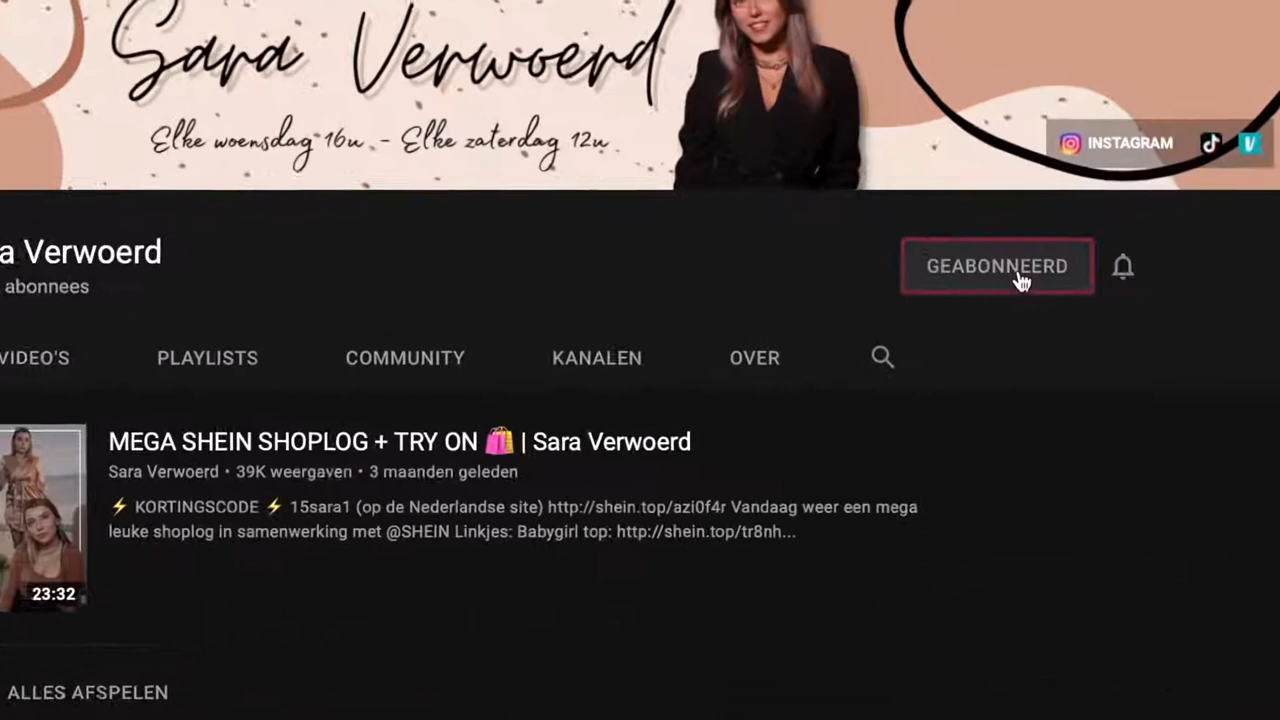 Sara Verwoerd
Elke woensdag 16u - Elke zaterdag 12u
INSTAGRAM
a Verwoerd
GEABONNEERD
abonnees
VIDEO'S PLAYLISTS COMMUNITY KANALEN OVER
MEGA SHEIN SHOPLOG + TRY ON 🛍️ | Sara Verwoerd
Sara Verwoerd • 39K weergaven • 3 maanden geleden
⚡ KORTINGSCODE ⚡ 15sara1 (op de Nederlandse site) http://shein.top/azi0f4r Vandaag weer een mega
leuke shoplog in samenwerking met @SHEIN Linkjes: Babygirl top: http://shein.top/tr8nh...
23:32
ALLES AFSPELEN